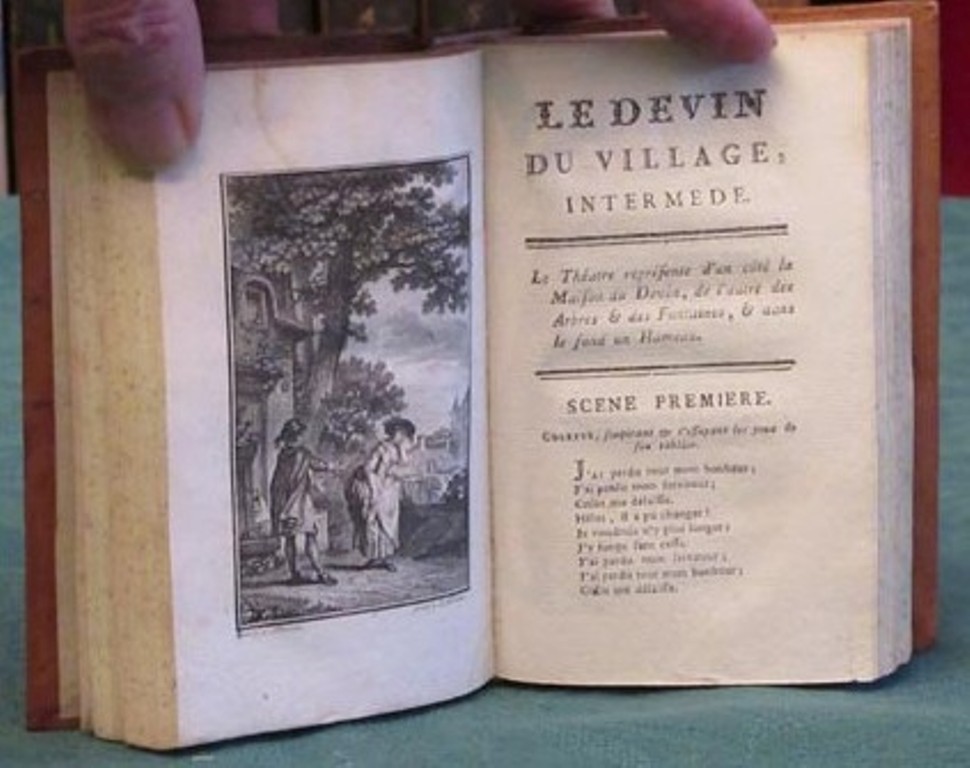 LE DEVIN
DU VILLAGE,
INTERMEDE.
Le Théatre repréſente d'un côté la
Maiſon du Devin, de l'autre des
Arbres & des Fontaines, & dans
le fond un Hameau.
SCENE PREMIERE.
COLETTE, ſoupirant & s'eſſuyant les yeux de
ſon tablier.
J'AI perdu tout mon bonheur;
J'ai perdu mon ſerviteur;
Colin me délaiſſe.
Hélas, il a pu changer!
Je voudrois n'y plus ſonger;
J'y ſonge ſans ceſſe.
J'ai perdu mon ſerviteur;
J'ai perdu tout mon bonheur;
Colin me délaiſſe.